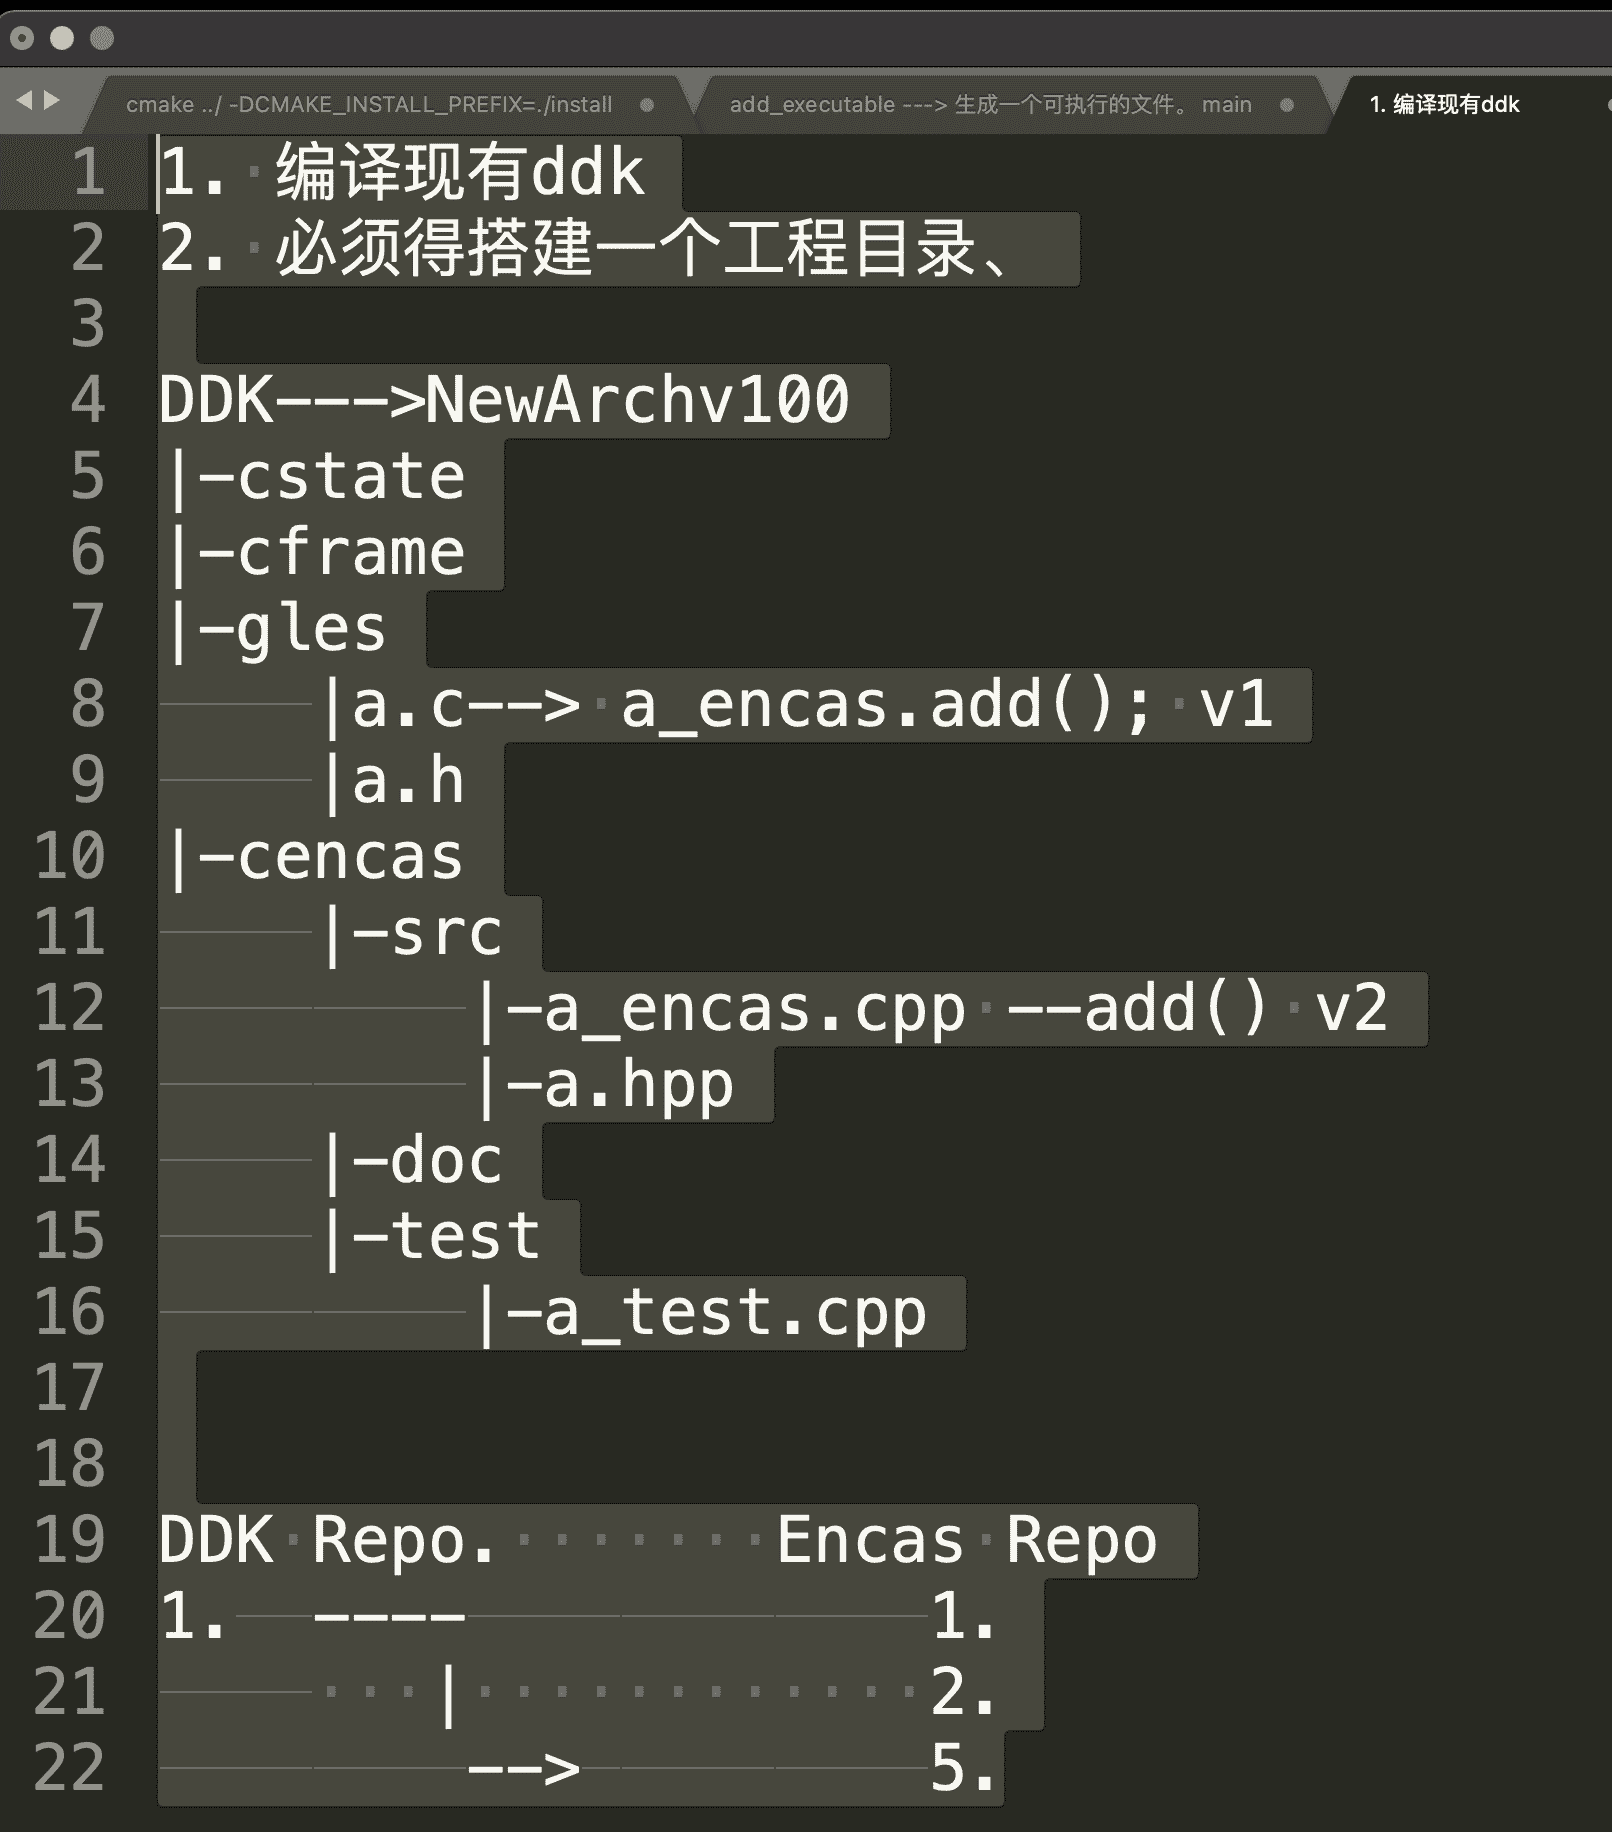 cmake ../ -DCMAKE_INSTALL_PREFIX=./install
add_executable ---> 生成一个可执行的文件。 main
1. 编译现有ddk
1 1. 编译现有ddk
2 2. 必须得搭建一个工程目录、
3
4 DDK--->NewArchv100
5 |-cstate
6 |-cframe
7 |-gles
8 |a.c--> a_encas.add(); v1
9 |a.h
10 |-cencas
11 |-src
12 |-a_encas.cpp --add() v2
13 |-a.hpp
14 |-doc
15 |-test
16 |-a_test.cpp
17
18
19 DDK Repo. Encas Repo
20 1. ---- 1.
21 | 2.
22 --> 5.